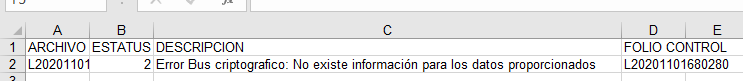 A B C D E
1 ARCHIVO ESTATUS DESCRIPCION FOLIO CONTROL
2 L20201101 2 Error Bus criptografico: No existe información para los datos proporcionados L20201101680280